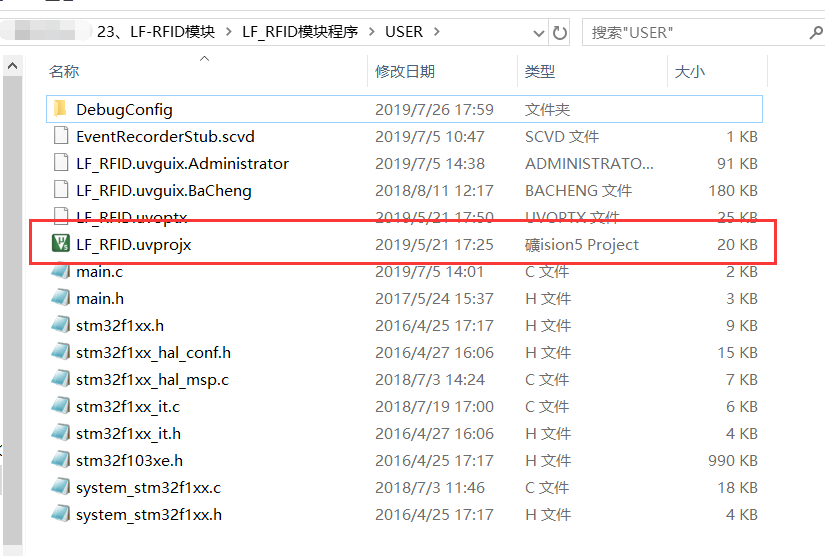 23、LF-RFID模块 > LF_RFID模块程序 > USER > 搜索"USER"
名称 修改日期 类型 大小
DebugConfig 2019/7/26 17:59 文件夹
EventRecorderStub.scvd 2019/7/5 10:47 SCVD 文件 1 KB
LF_RFID.uvguix.Administrator 2019/7/5 14:38 ADMINISTRATO... 91 KB
LF_RFID.uvguix.BaCheng 2018/8/11 12:17 BACHENG 文件 180 KB
LF_RFID.uvoptx 2019/5/21 17:50 UVOPTX 文件 25 KB
LF_RFID.uvprojx 2019/5/21 17:25 礦ision5 Project 20 KB
main.c 2019/7/5 14:01 C 文件 2 KB
main.h 2017/5/24 15:37 H 文件 3 KB
stm32f1xx.h 2016/4/25 17:17 H 文件 9 KB
stm32f1xx_hal_conf.h 2016/4/27 16:06 H 文件 15 KB
stm32f1xx_hal_msp.c 2018/7/3 14:24 C 文件 7 KB
stm32f1xx_it.c 2018/7/19 17:00 C 文件 6 KB
stm32f1xx_it.h 2016/4/27 16:06 H 文件 4 KB
stm32f103xe.h 2016/4/25 17:17 H 文件 990 KB
system_stm32f1xx.c 2018/7/3 11:46 C 文件 18 KB
system_stm32f1xx.h 2016/4/25 17:17 H 文件 4 KB